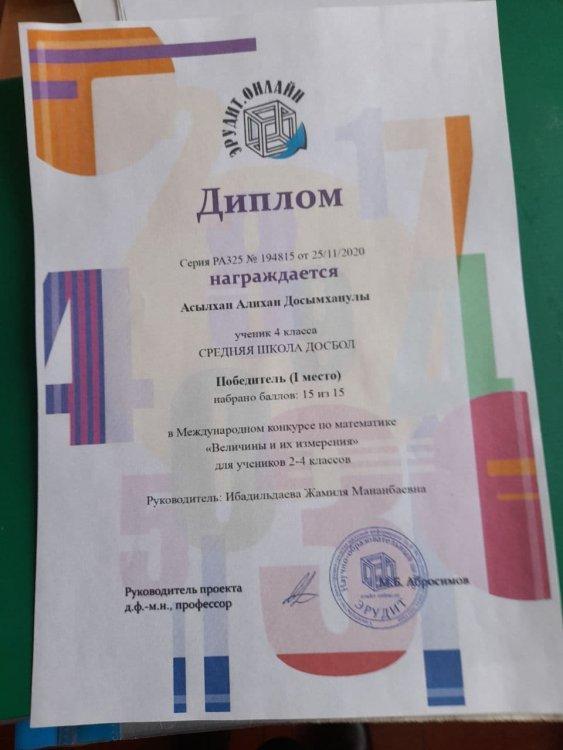 ЭРУДИТ.ОНЛАЙН
Диплом
Серия РА325 № 194815 от 25/11/2020
награждается
Асылхан Алихан Досымханулы
ученик 4 класса
СРЕДНЯЯ ШКОЛА ДОСБОЛ
Победитель (I место)
набрано баллов: 15 из 15
в Международном конкурсе по математике
«Величины и их измерения»
для учеников 2-4 классов
Руководитель: Ибадильдаева Жамиля Мананбаевна
Руководитель проекта
д.ф.-м.н., профессор
М.Б. Абросимов
Научно-образовательный
ЭРУДИТ